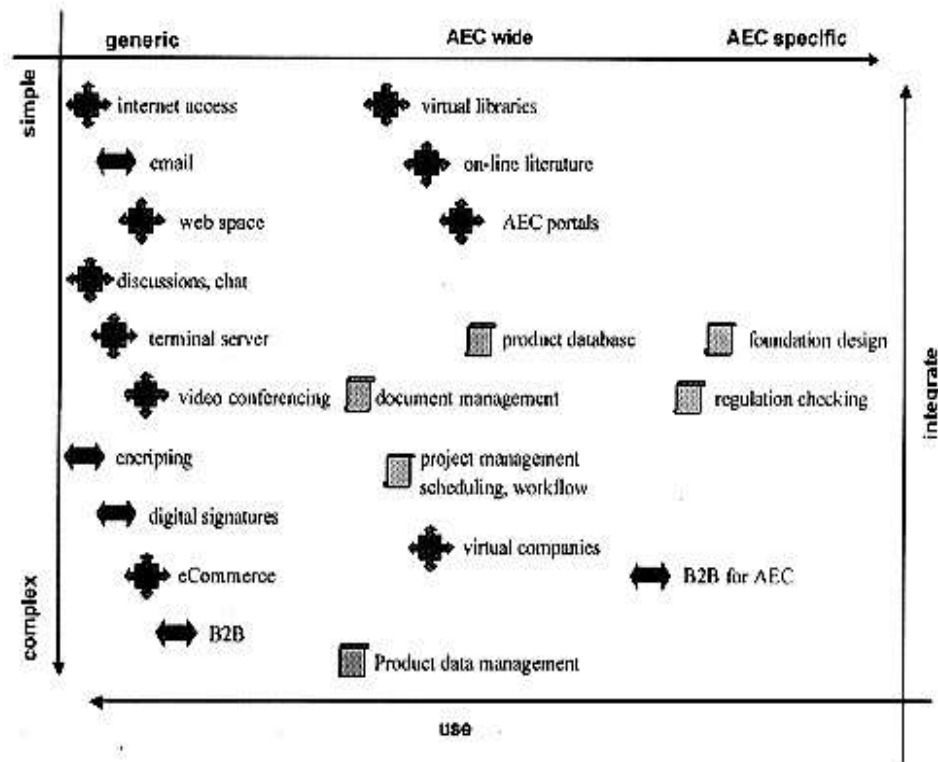 generic AEC wide AEC specific
simple
internet access virtual libraries
email on-line literature
web space AEC portals
discussions, chat
terminal server product database foundation design
video conferencing document management regulation checking
integrate
encripting project management
scheduling, workflow
digital signatures
virtual companies
eCommerce B2B for AEC
complex
B2B
Product data management
use